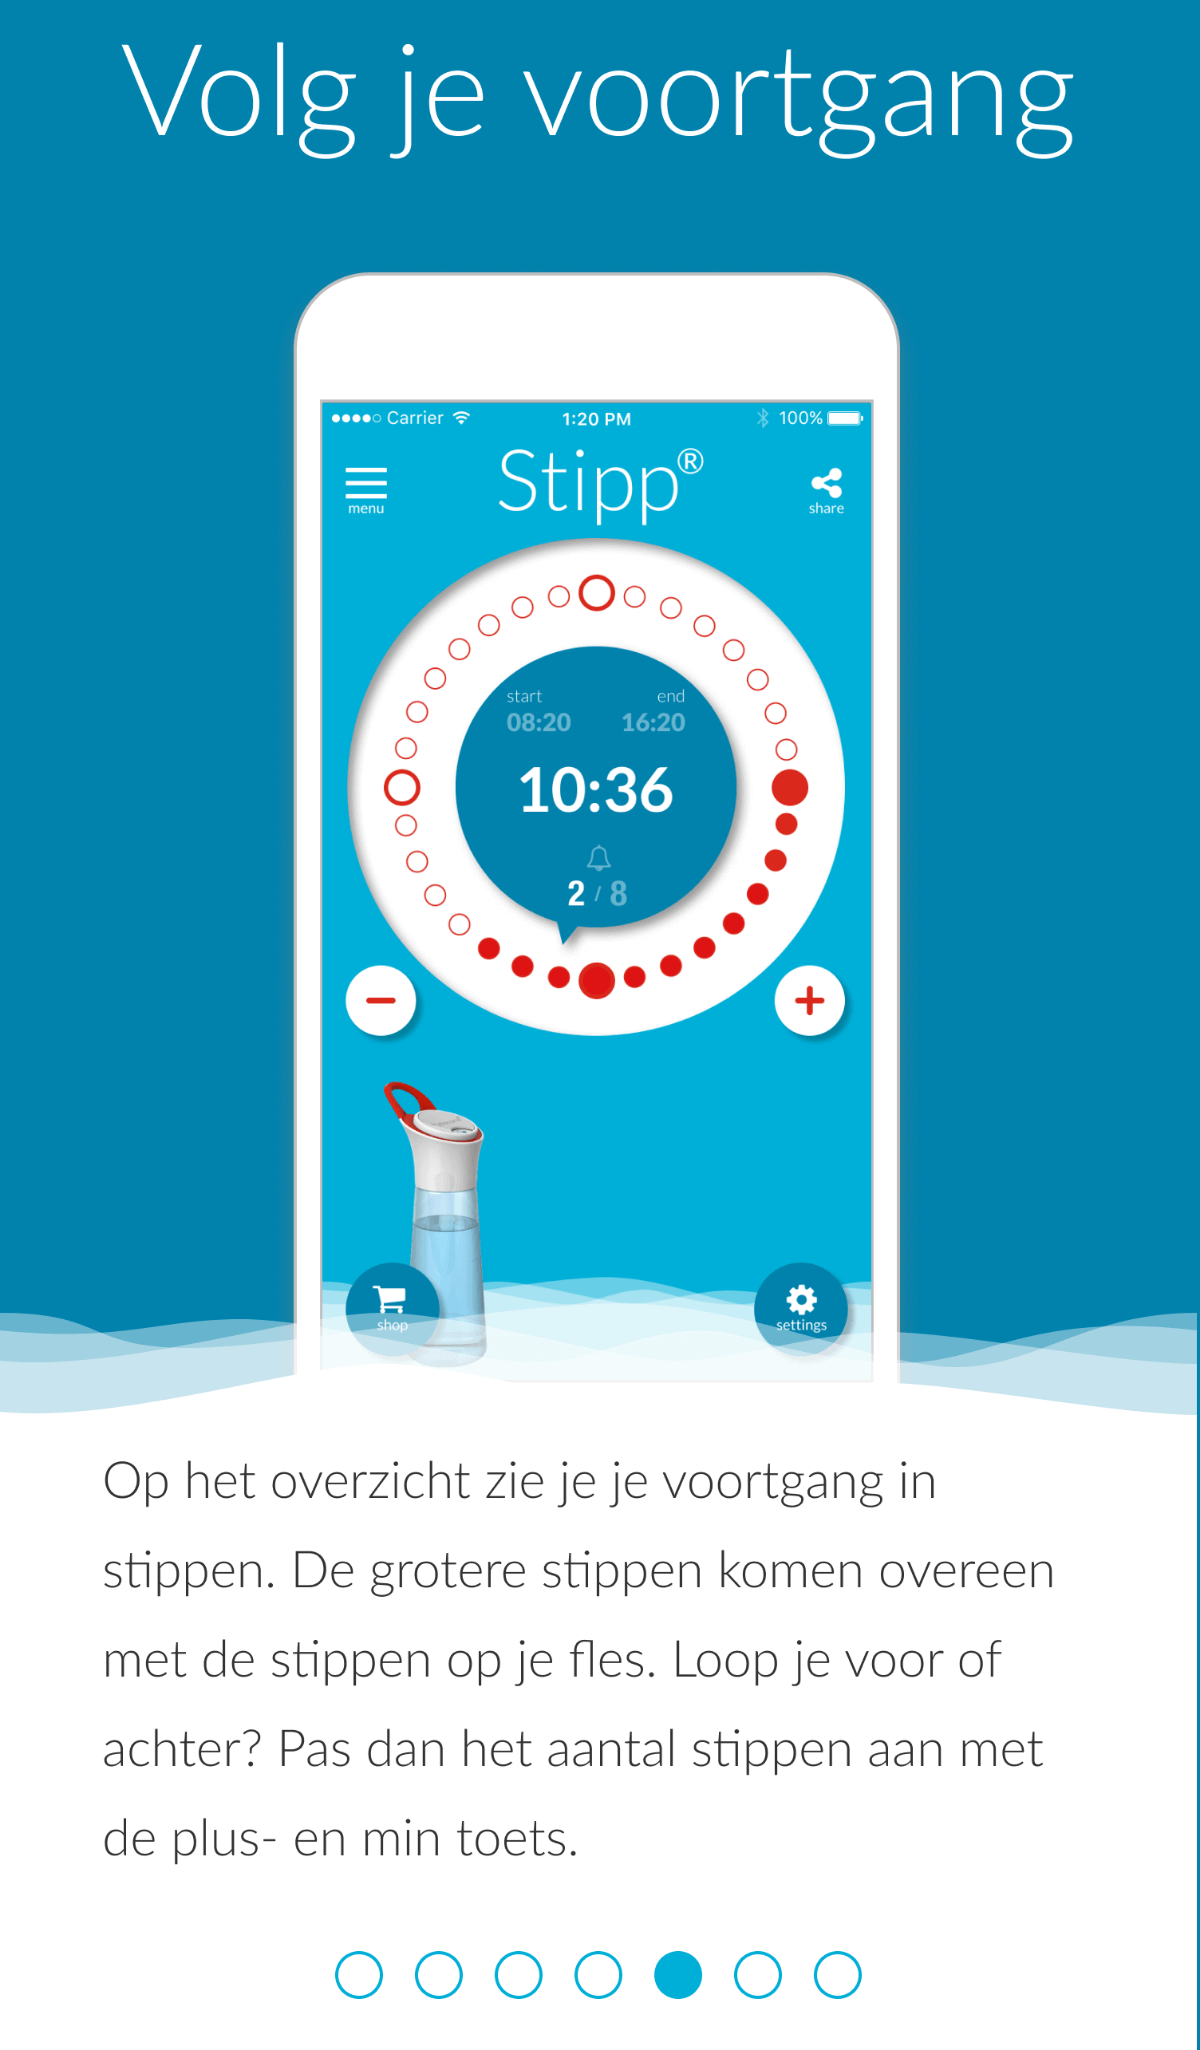 Volg je voortgang
Carrier 1:20 PM 100%
Stipp®
menu share
start end
08:20 16:20
10:36
2 / 8
shop settings
Op het overzicht zie je je voortgang in
stippen. De grotere stippen komen overeen
met de stippen op je fles. Loop je voor of
achter? Pas dan het aantal stippen aan met
de plus- en min toets.